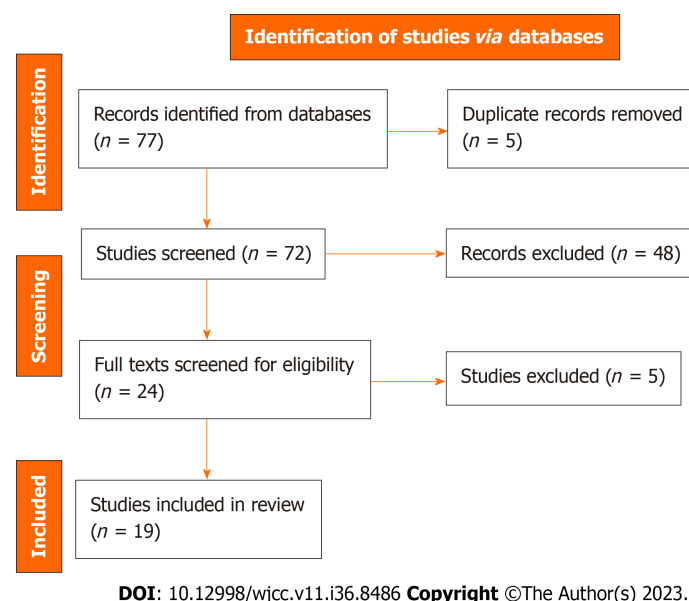 Identification of studies via databases
Identification
Records identified from databases
(n = 77)
Duplicate records removed
(n = 5)
Screening
Studies screened (n = 72)
Records excluded (n = 48)
Full texts screened for eligibility
(n = 24)
Studies excluded (n = 5)
Included
Studies included in review
(n = 19)
DOI: 10.12998/wjcc.v11.i36.8486 Copyright ©The Author(s) 2023.